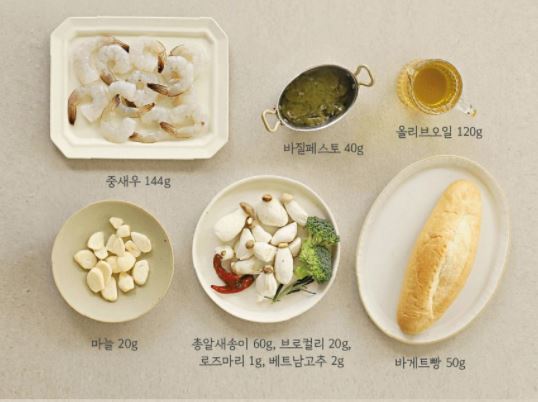 중새우 144g
바질페스토 40g
올리브오일 120g
마늘 20g
총알새송이 60g, 브로컬리 20g,
로즈마리 1g, 베트남고추 2g
바게트빵 50g